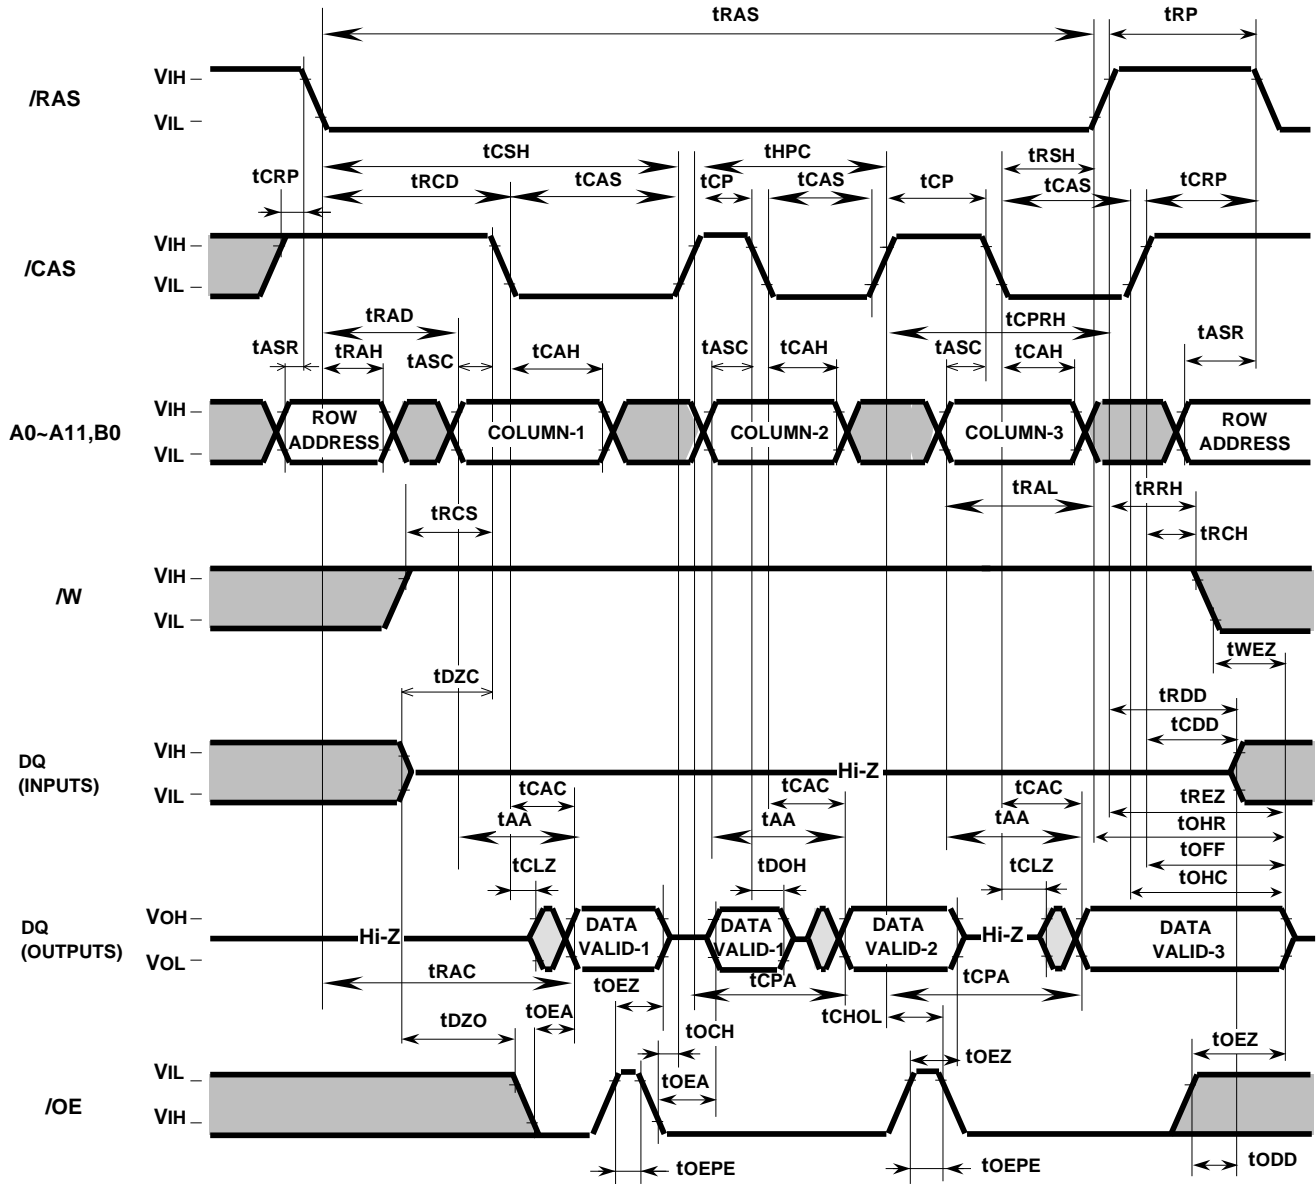 tRAS
tRP
/RAS
VIH
VIL
tCSH
tHPC
tRSH
tCRP
tRCD
tCAS
tCP
tCAS
tCP
tCAS
tCRP
/CAS
VIH
VIL
tRAD
tCPRH
tASR
tRAH
tASC
tCAH
tASC
tCAH
tASC
tCAH
tASR
A0~A11,B0
VIH
VIL
ROW
ADDRESS
COLUMN-1
COLUMN-2
COLUMN-3
ROW
ADDRESS
tRCS
tRAL
tRRH
tRCH
/W
VIH
VIL
tWEZ
tDZC
tRDD
tCDD
DQ
(INPUTS)
VIH
VIL
Hi-Z
tCAC
tCAC
tCAC
tREZ
tAA
tAA
tAA
tOHR
tCLZ
tDOH
tCLZ
tOFF
tOHC
DQ
(OUTPUTS)
VOH
VOL
Hi-Z
DATA
VALID-1
DATA
VALID-1
DATA
VALID-2
Hi-Z
DATA
VALID-3
tRAC
tOEZ
tCPA
tCPA
tDZO
tOEA
tOCH
tCHOL
tOEZ
tOEZ
tOEA
/OE
VIL
VIH
tOEPE
tOEPE
tODD